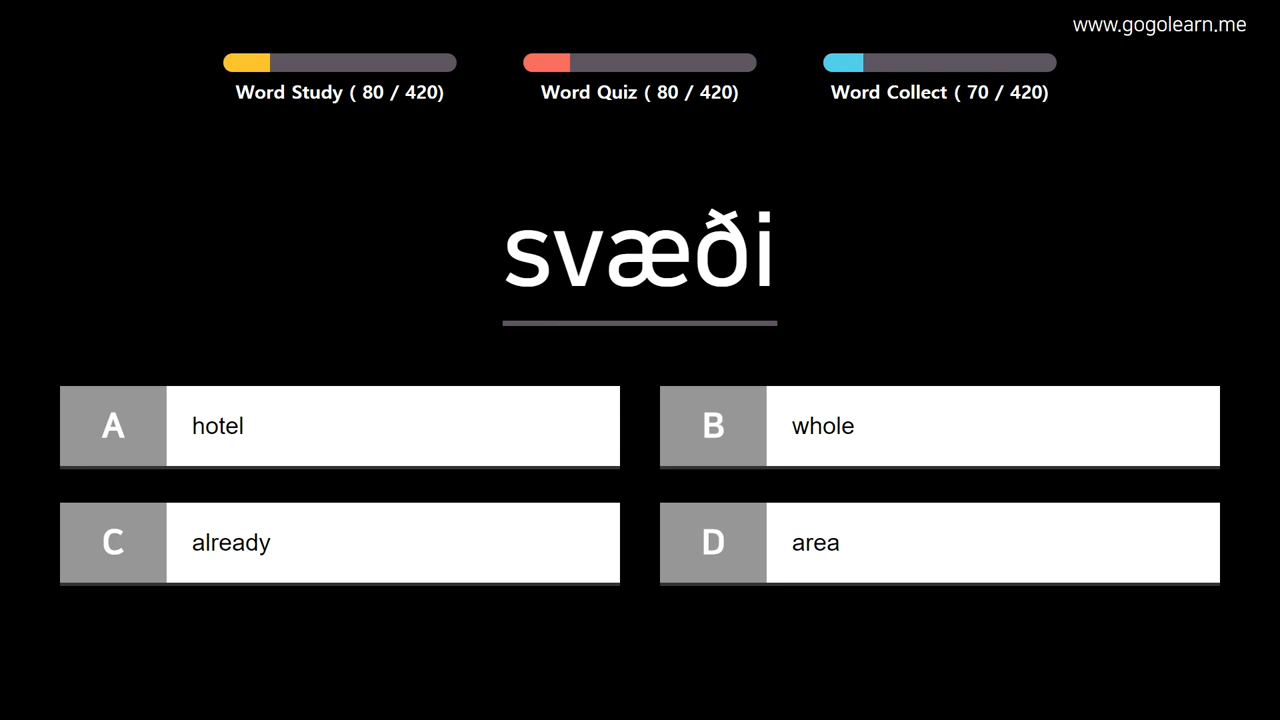 www.gogolearn.me
Word Study ( 80 / 420)
Word Quiz ( 80 / 420)
Word Collect ( 70 / 420)
svæði
A hotel
B whole
C already
D area